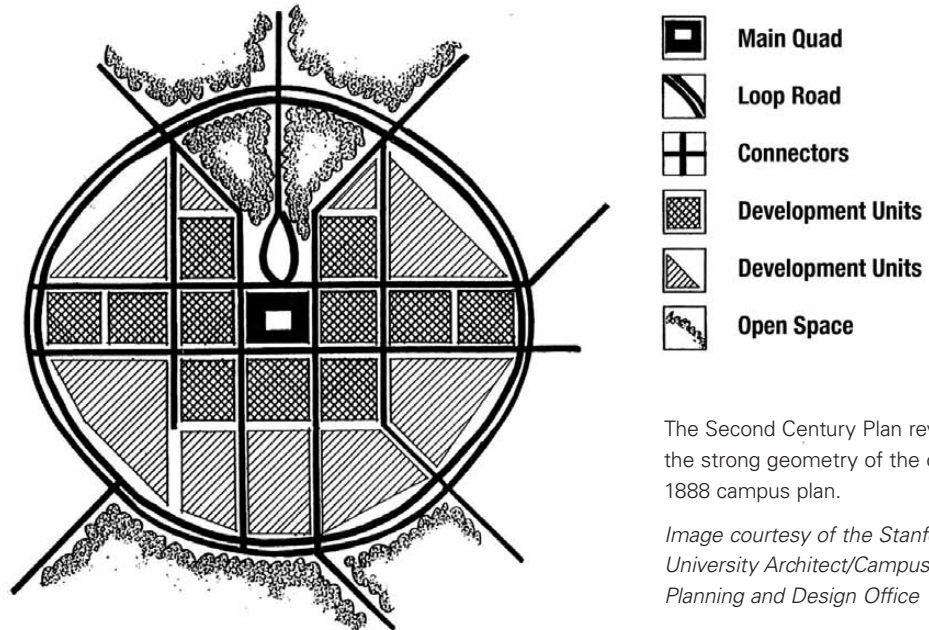 Main Quad
Loop Road
Connectors
Development Units
Development Units
Open Space
The Second Century Plan
the strong geometry of the
1888 campus plan.
Image courtesy of the
University Architect/Campus
Planning and Design Office